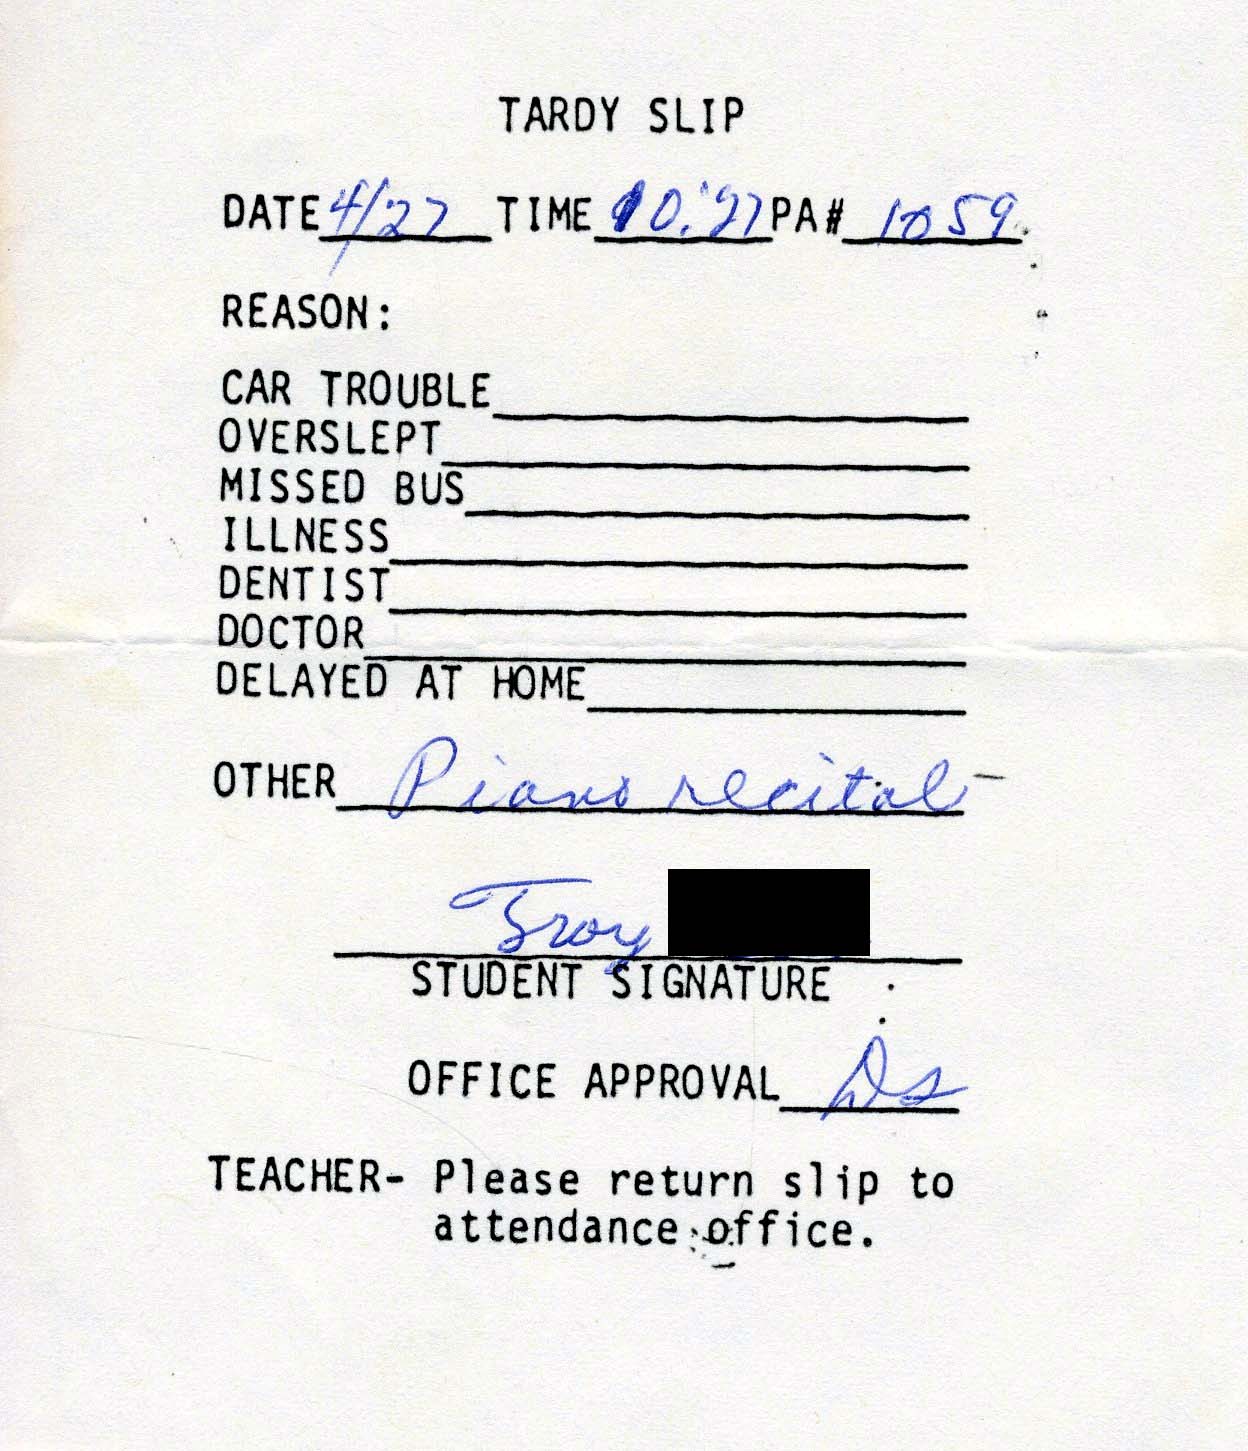 TARDY SLIP
DATE 4/27 TIME 10:27 PA# 1059
REASON:
CAR TROUBLE
OVERSLEPT
MISSED BUS
ILLNESS
DENTIST
DOCTOR
DELAYED AT HOME
OTHER Piano recital
Troy
STUDENT SIGNATURE
OFFICE APPROVAL DS
TEACHER- Please return slip to
attendance office.